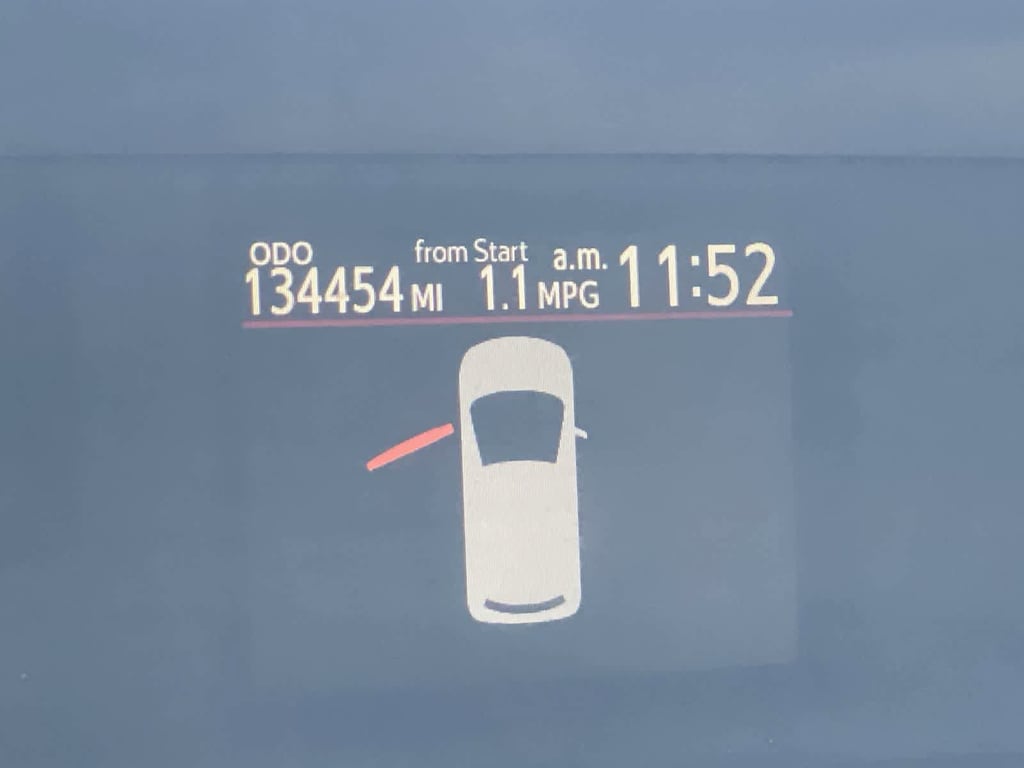 ODO from Start a.m. 11:52
134454 MI 1.1 MPG